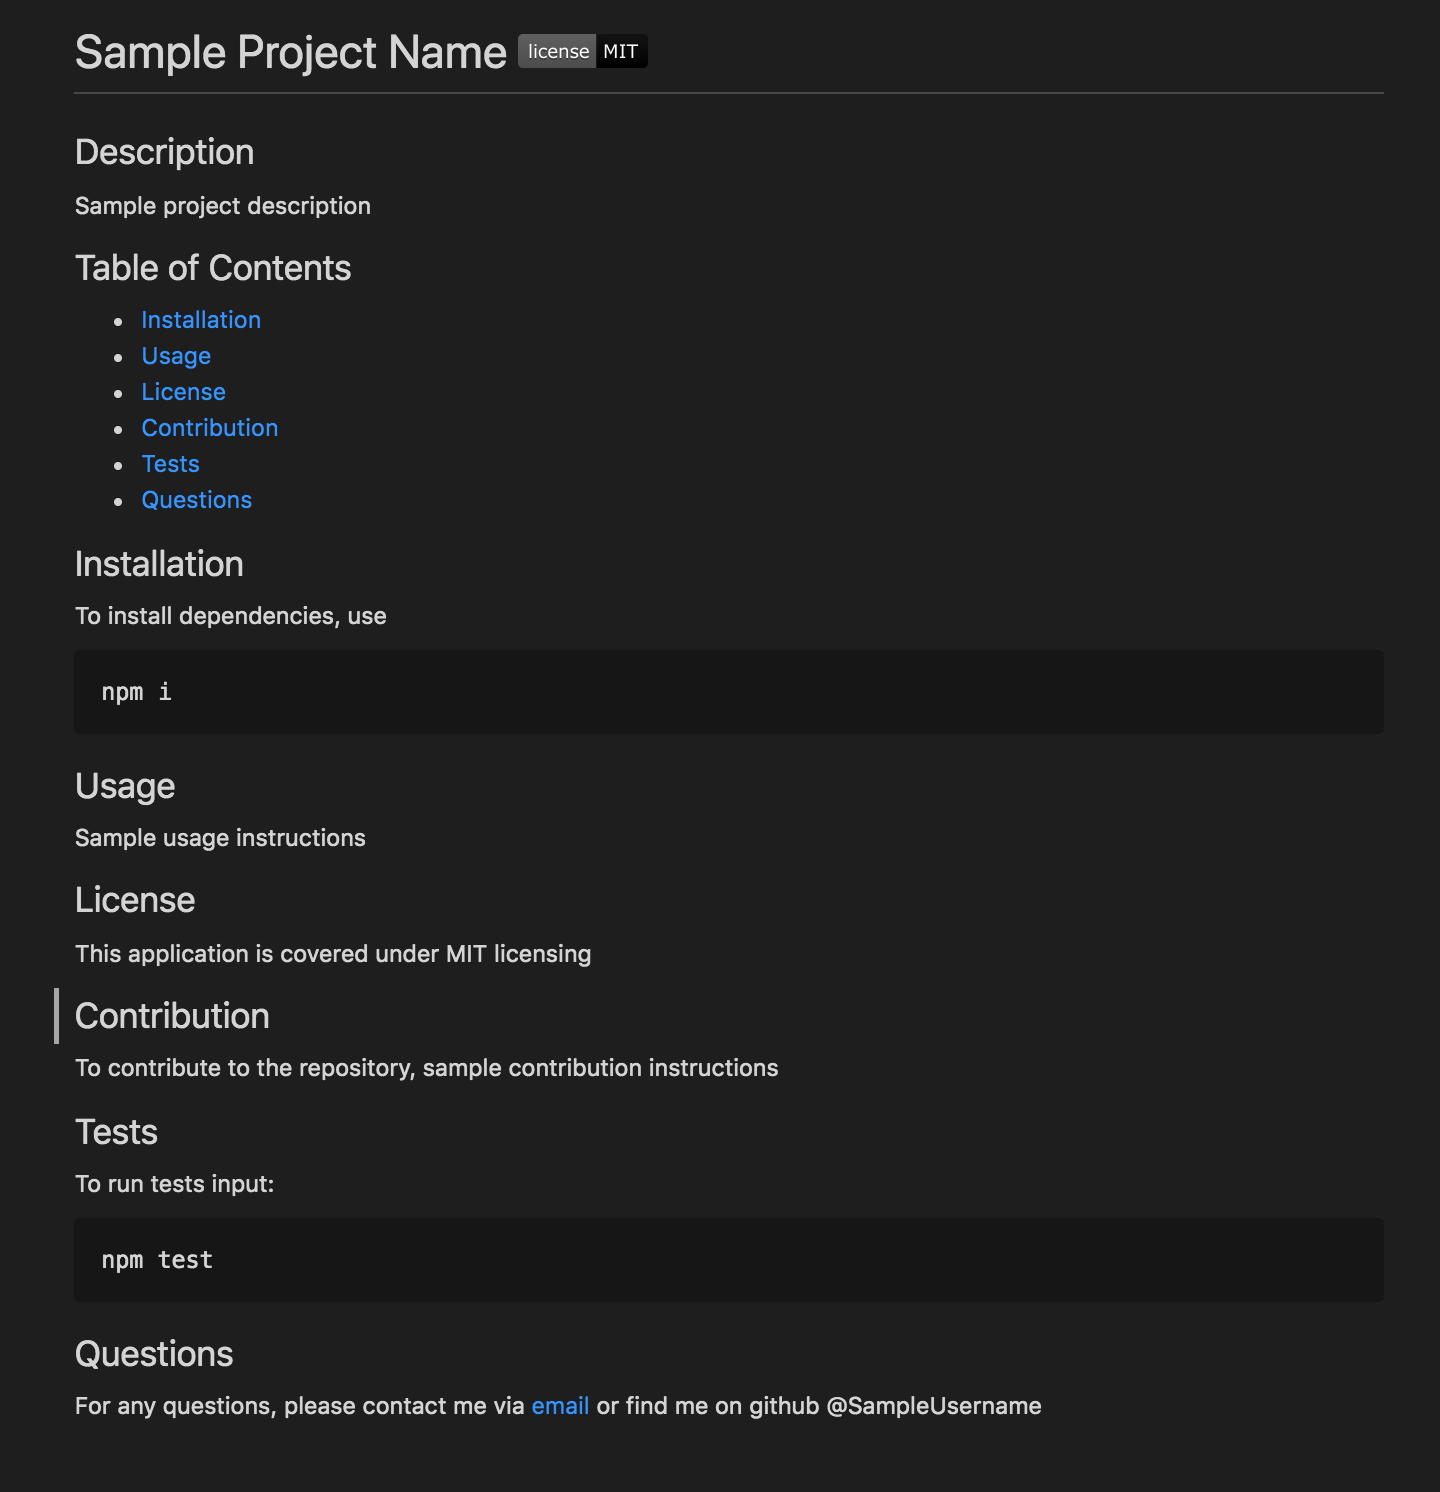 Sample Project Name license MIT
Description
Sample project description
Table of Contents
Installation
Usage
License
Contribution
Tests
Questions
Installation
To install dependencies, use
npm i
Usage
Sample usage instructions
License
This application is covered under MIT licensing
Contribution
To contribute to the repository, sample contribution instructions
Tests
To run tests input:
npm test
Questions
For any questions, please contact me via email or find me on github @SampleUsername